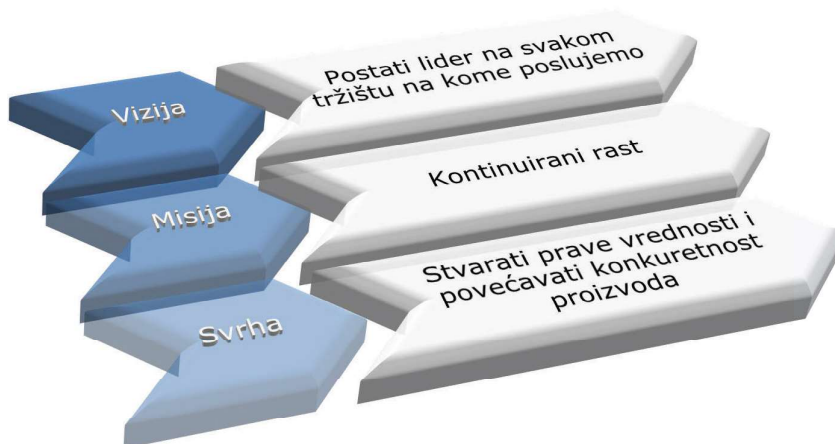 Vizija
Postati lider na svakom
tržištu na kome poslujemo
Misija
Kontinuirani rast
Svrha
Stvarati prave vrednosti i
povećavati konkuretnost
proizvoda